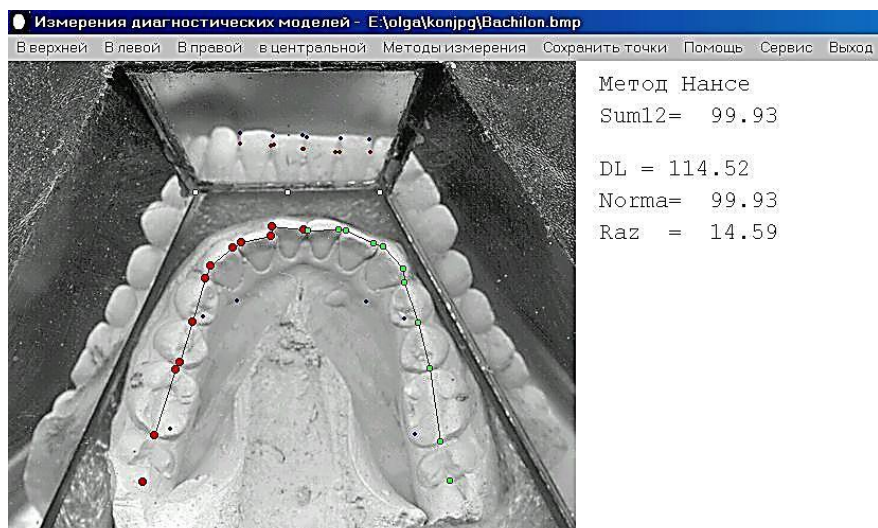 Измерения диагностических моделей - E:\olga\konjpg\Bachilon.bmp
В верхней В левой В правой в центральной Методы измерения Сохранить точки Помощь Сервис Выход
Метод Нансе
Sum12= 99.93
DL = 114.52
Norma= 99.93
Raz = 14.59